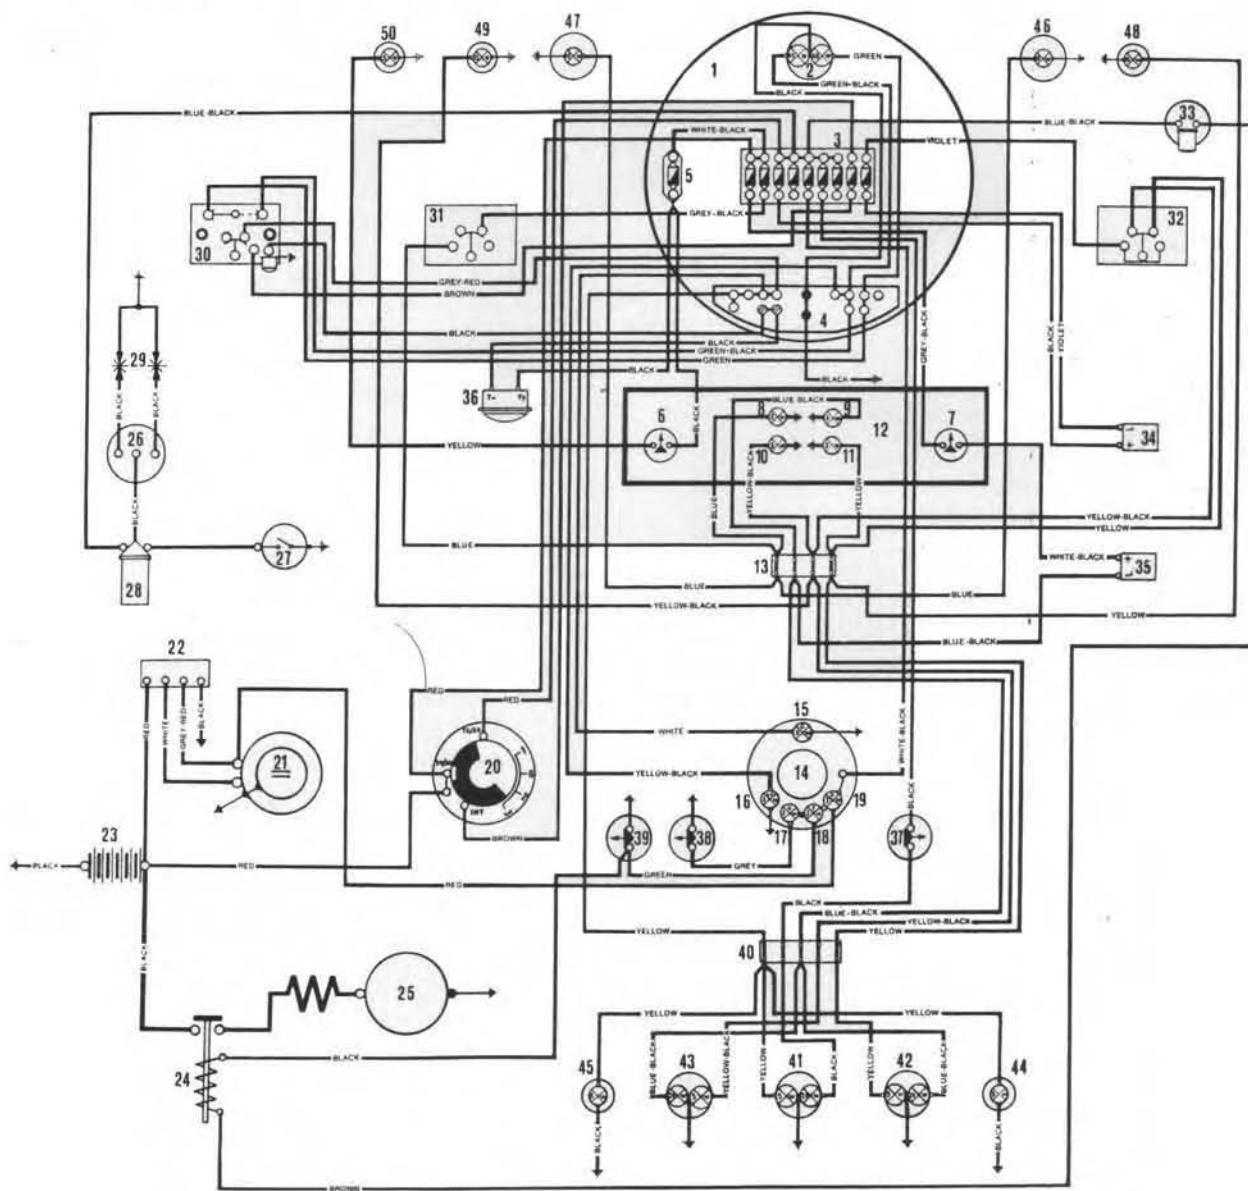 50
49
47
46
48
1
2
GREEN
GREEN-BLACK
BLACK
BLUE-BLACK
WHITE-BLACK
3
BLUE-BLACK
33
VIOLET
5
31
GREY-BLACK
32
30
GREY-RED
BROWN
4
BLACK
BLACK
GREEN-BLACK
GREEN
BLACK
BLACK
GREY-BLACK
BLACK
VIOLET
29
36
BLACK
BLACK
26
BLACK
YELLOW
6
BLACK
8
BLUE-BLACK
9
12
7
10
11
34
BLUE
YELLOW-BLACK
YELLOW
YELLOW-BLACK
YELLOW
27
BLUE
13
WHITE-BLACK
35
28
BLUE
BLUE
YELLOW-BLACK
YELLOW
BLUE-BLACK
22
RED
RED
RED
WHITE
GREY-RED
BLACK
21
20
INT
15
WHITE
14
YELLOW-BLACK
16
17
18
19
WHITE-BLACK
BLACK
23
BLACK
RED
BROWN
39
38
37
GREY
GREEN
RED
BLACK
BLUE-BLACK
YELLOW-BLACK
YELLOW
YELLOW
40
BLACK
25
24
BLACK
YELLOW
YELLOW
45
BLUE-BLACK
43
YELLOW-BLACK
YELLOW
41
BLACK
YELLOW
42
BLUE-BLACK
44
BLACK
BLACK
BROWN